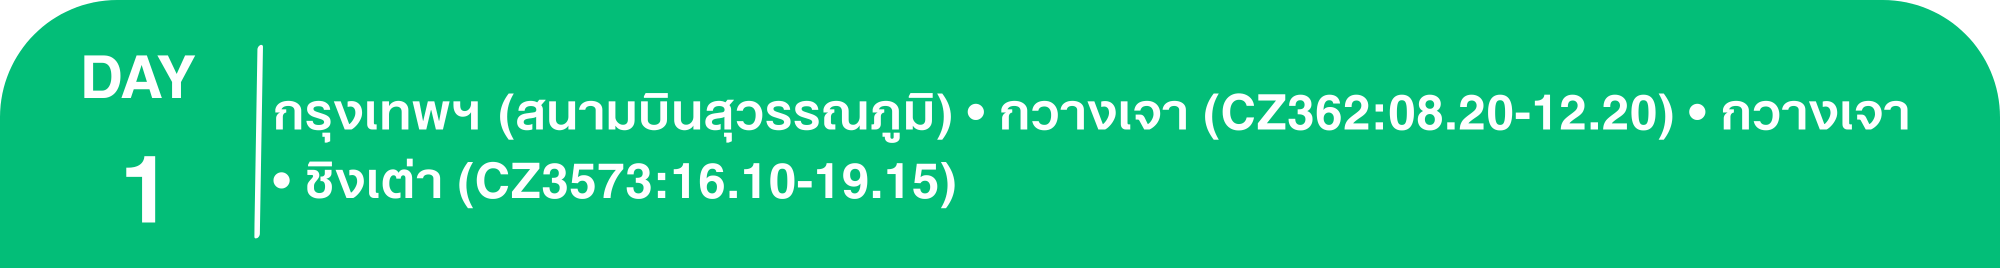 DAY
1
กรุงเทพฯ (สนามบินสุวรรณภูมิ) • กวางเจา (CZ362:08.20-12.20) • กวางเจา
• ชิงเต่า (CZ3573:16.10-19.15)